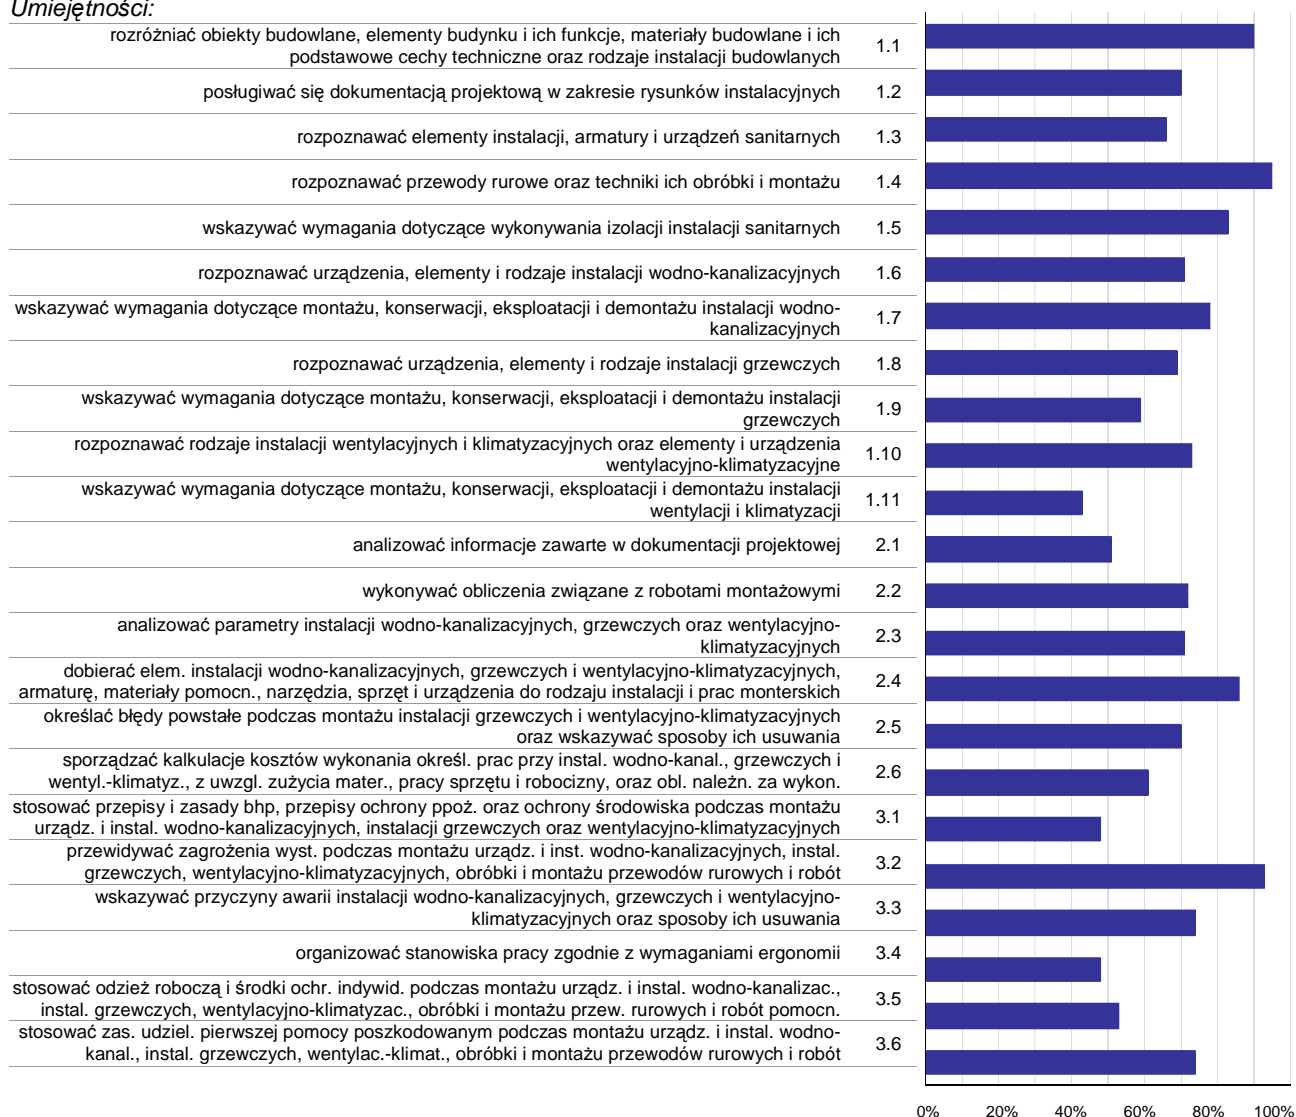 Umiejętności:
rozróżniać obiekty budowlane, elementy budynku i ich funkcje, materiały budowlane i ich
podstawowe cechy techniczne oraz rodzaje instalacji budowlanych
1.1
posługiwać się dokumentacją projektową w zakresie rysunków instalacyjnych
1.2
rozpoznawać elementy instalacji, armatury i urządzeń sanitarnych
1.3
rozpoznawać przewody rurowe oraz techniki ich obróbki i montażu
1.4
wskazywać wymagania dotyczące wykonywania izolacji instalacji sanitarnych
1.5
rozpoznawać urządzenia, elementy i rodzaje instalacji wodno-kanalizacyjnych
1.6
wskazywać wymagania dotyczące montażu, konserwacji, eksploatacji i demontażu instalacji wodno-
kanalizacyjnych
1.7
rozpoznawać urządzenia, elementy i rodzaje instalacji grzewczych
1.8
wskazywać wymagania dotyczące montażu, konserwacji, eksploatacji i demontażu instalacji
grzewczych
1.9
rozpoznawać rodzaje instalacji wentylacyjnych i klimatyzacyjnych oraz elementy i urządzenia
wentylacyjno-klimatyzacyjne
1.10
wskazywać wymagania dotyczące montażu, konserwacji, eksploatacji i demontażu instalacji
wentylacji i klimatyzacji
1.11
analizować informacje zawarte w dokumentacji projektowej
2.1
wykonywać obliczenia związane z robotami montażowymi
2.2
analizować parametry instalacji wodno-kanalizacyjnych, grzewczych oraz wentylacyjno-
klimatyzacyjnych
2.3
dobierać elem. instalacji wodno-kanalizacyjnych, grzewczych i wentylacyjno-klimatyzacyjnych,
armaturę, materiały pomocn., narzędzia, sprzęt i urządzenia do rodzaju instalacji i prac monterskich
2.4
określać błędy powstałe podczas montażu instalacji grzewczych i wentylacyjno-klimatyzacyjnych
oraz wskazywać sposoby ich usuwania
2.5
sporządzać kalkulacje kosztów wykonania określ. prac przy instal. wodno-kanal., grzewczych i
wentyl.-klimatyz., z uwzgl. zużycia mater., pracy sprzętu i robocizny, oraz obl. należn. za wykon.
2.6
stosować przepisy i zasady bhp, przepisy ochrony ppoż. oraz ochrony środowiska podczas montażu
urządz. i instal. wodno-kanalizacyjnych, instalacji grzewczych oraz wentylacyjno-klimatyzacyjnych
3.1
przewidywać zagrożenia wyst. podczas montażu urządz. i inst. wodno-kanalizacyjnych, instal.
grzewczych, wentylacyjno-klimatyzacyjnych, obróbki i montażu przewodów rurowych i robót
3.2
wskazywać przyczyny awarii instalacji wodno-kanalizacyjnych, grzewczych i wentylacyjno-
klimatyzacyjnych oraz sposoby ich usuwania
3.3
organizować stanowiska pracy zgodnie z wymaganiami ergonomii
3.4
stosować odzież roboczą i środki ochr. indywid. podczas montażu urządz. i instal. wodno-kanalizac.,
instal. grzewczych, wentylacyjno-klimatyzac., obróbki i montażu przew. rurowych i robót pomocn.
3.5
stosować zas. udziel. pierwszej pomocy poszkodowanym podczas montażu urządz. i instal. wodno-
kanal., instal. grzewczych, wentylac.-klimat., obróbki i montażu przewodów rurowych i robót
3.6
0% 20% 40% 60% 80% 100%